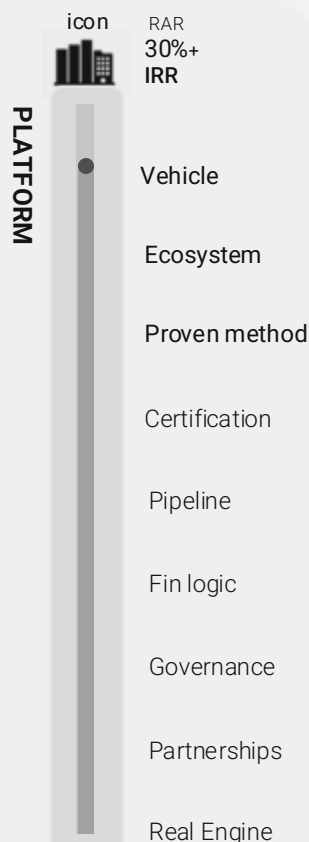 icon
RAR
30%+
IRR
PLATFORM
Vehicle
Ecosystem
Proven method
Certification
Pipeline
Fin logic
Governance
Partnerships
Real Engine